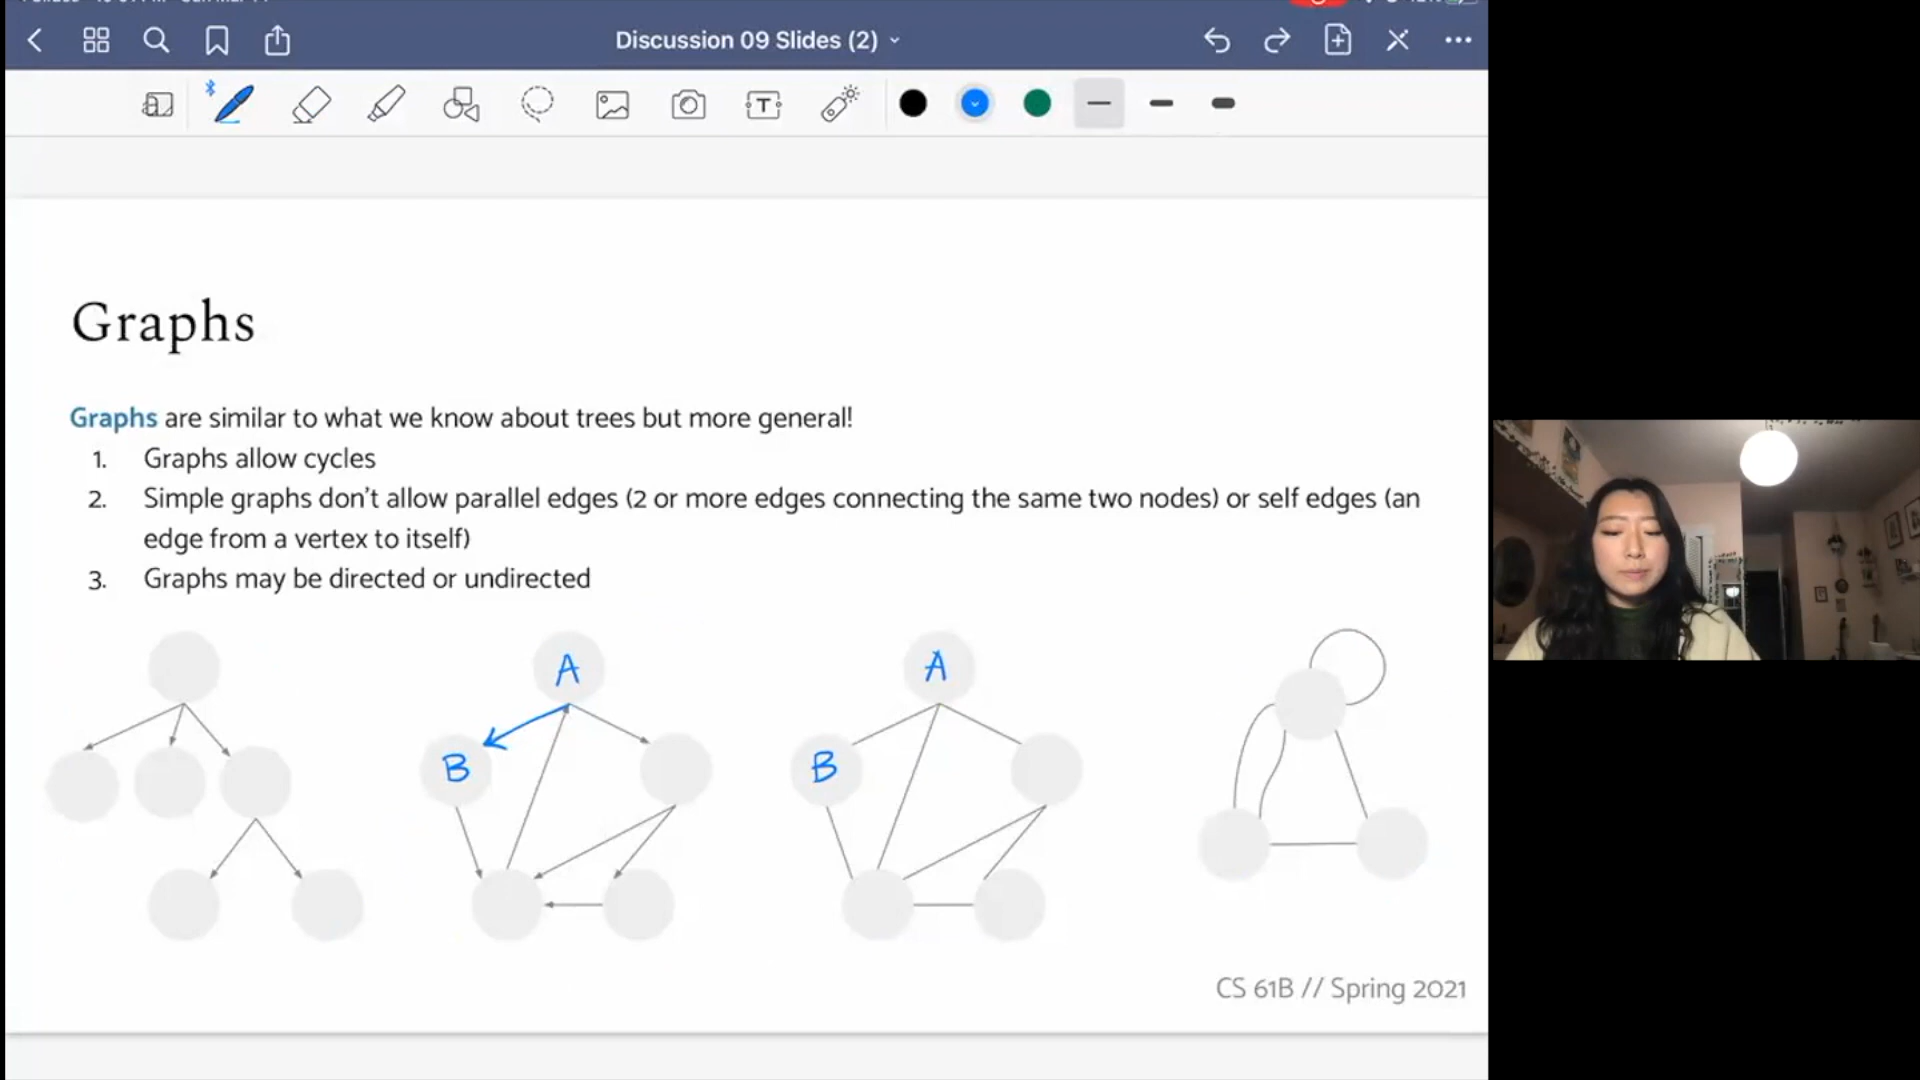 Discussion 09 Slides (2)
T
Graphs
Graphs are similar to what we know about trees but more general!
1. Graphs allow cycles
2. Simple graphs don't allow parallel edges (2 or more edges connecting the same two nodes) or self edges (an
edge from a vertex to itself)
3. Graphs may be directed or undirected
A
B
A
B
CS 61B // Spring 2021